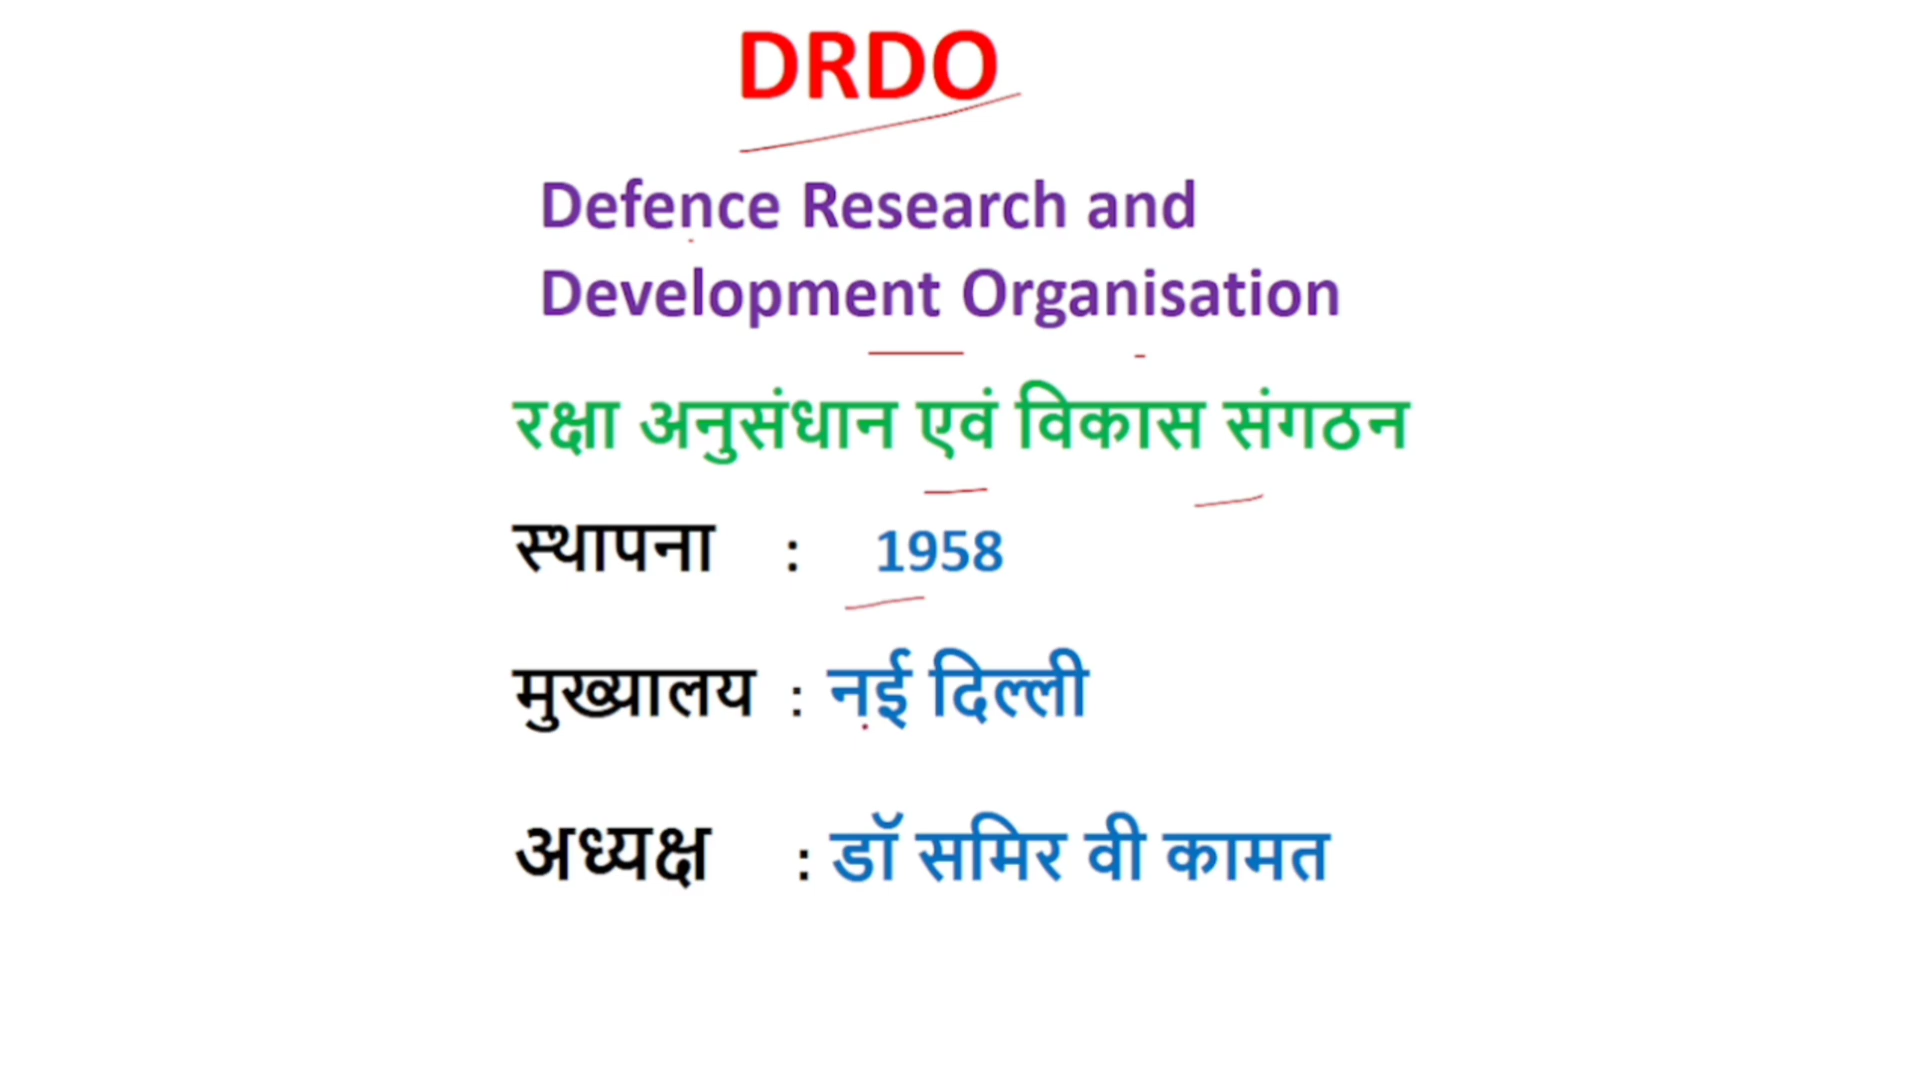 DRDO
Defence Research and
Development Organisation
रक्षा अनुसंधान एवं विकास संगठन
स्थापना : 1958
मुख्यालय : नई दिल्ली
अध्यक्ष : डॉ समिर वी कामत